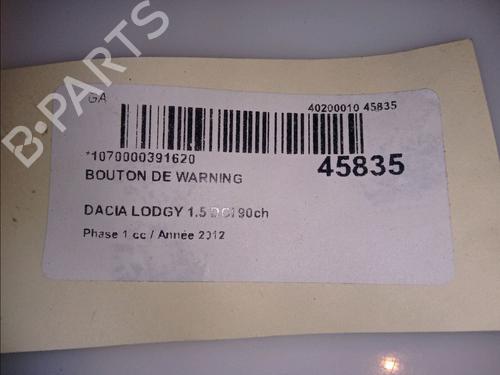 B-PARTS
GA
40200010 45835
*1070000391620
45835
BOUTON DE WARNING
DACIA LODGY 1.5 DCI 90ch
Phase 1 cc / Année 2012